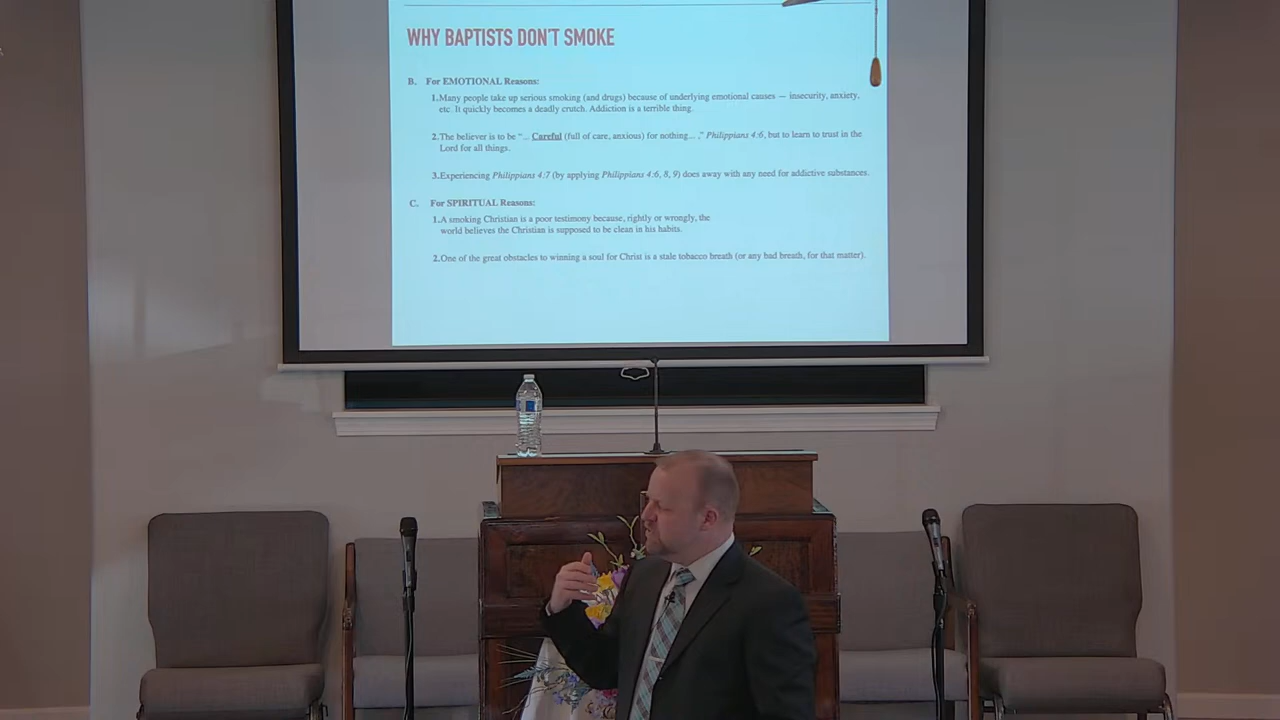 WHY BAPTISTS DON'T SMOKE
B. For EMOTIONAL Reasons:
1.Many people take up serious smoking (and drugs) because of underlying emotional causes — insecurity, anxiety,
etc. It quickly becomes a deadly crutch. Addiction is a terrible thing.
2.The believer is to be "... Careful (full of care, anxious) for nothing... ," Philippians 4:6, but to learn to trust in the
Lord for all things.
3.Experiencing Philippians 4:7 (by applying Philippians 4:6, 8, 9) does away with any need for addictive substances.
C. For SPIRITUAL Reasons:
1.A smoking Christian is a poor testimony because, rightly or wrongly, the
world believes the Christian is supposed to be clean in his habits.
2.One of the great obstacles to winning a soul for Christ is a stale tobacco breath (or any bad breath, for that matter).